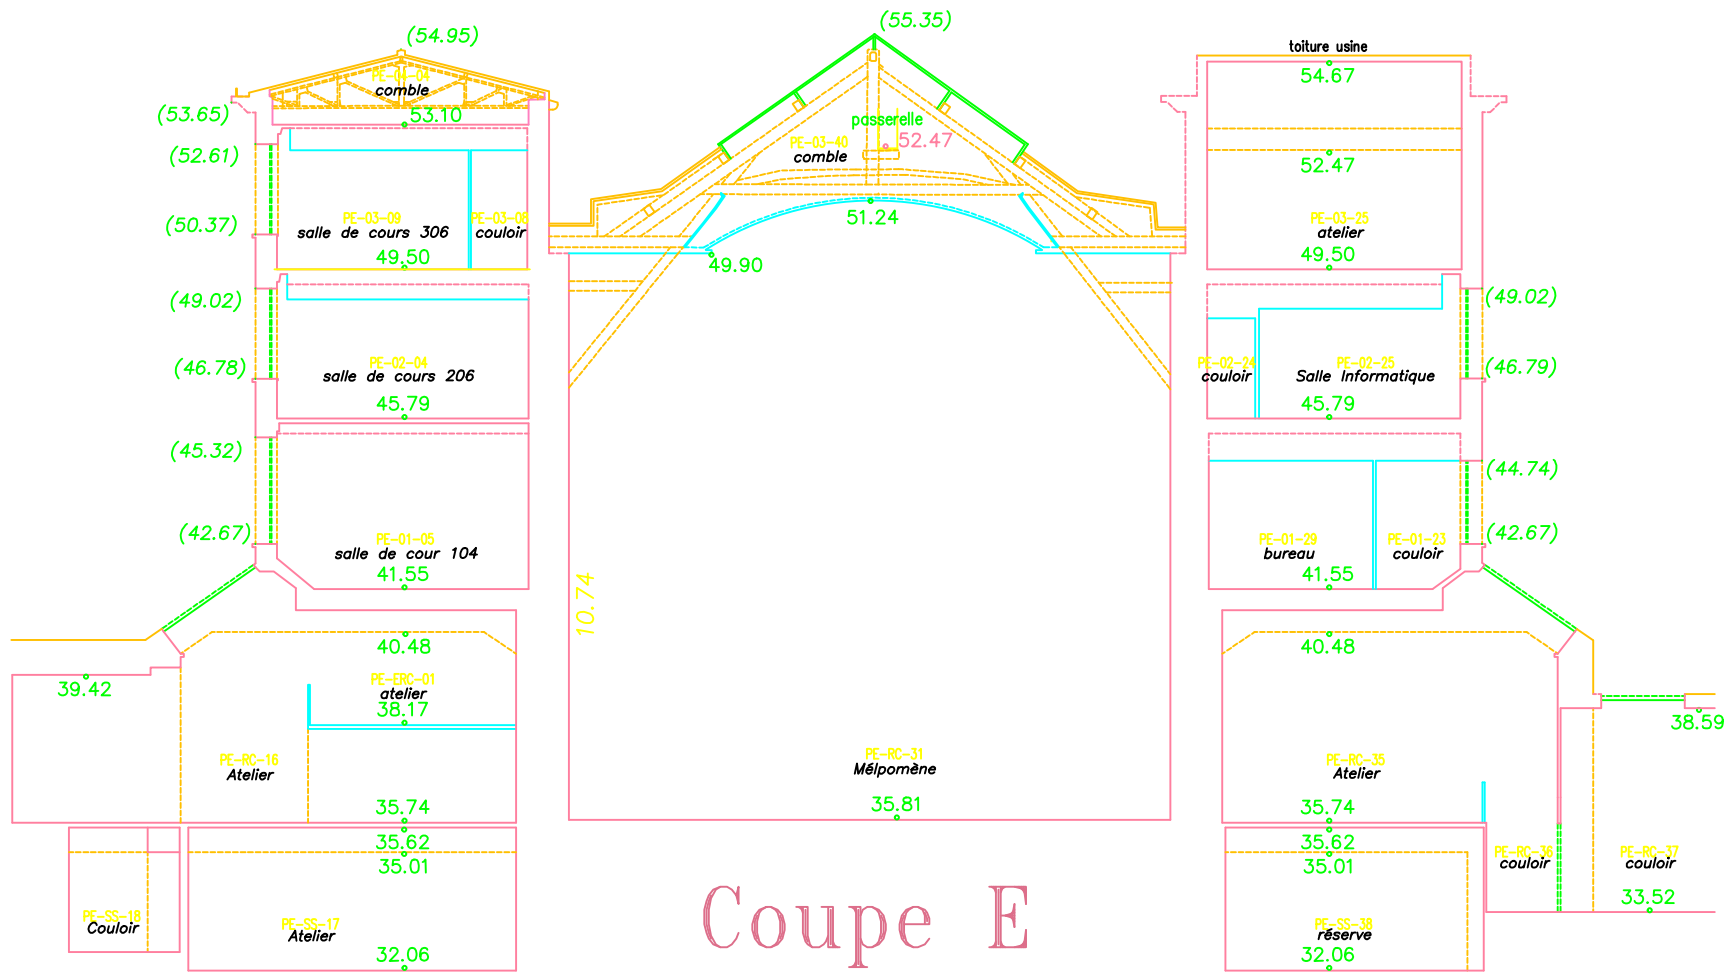 (55.35)
(54.95)
toiture usine
54.67
PE-04-04
comble
(53.65)
53.10
passerelle
52.47
PE-03-40
comble
(52.61)
52.47
(50.37)
PE-03-09
salle de cours 306
PE-03-08
couloir
51.24
PE-03-25
atelier
49.50
49.90
49.50
(49.02)
(49.02)
(46.78)
PE-02-04
salle de cours 206
PE-02-24
couloir
PE-02-25
Salle Informatique
(46.79)
45.79
45.79
(45.32)
(44.74)
(42.67)
PE-01-05
salle de cour 104
PE-01-29
bureau
PE-01-23
couloir
(42.67)
41.55
10.74
41.55
40.48
40.48
39.42
PE-ERC-01
atelier
38.17
38.59
PE-RC-16
Atelier
PE-RC-31
Mélpomène
PE-RC-35
Atelier
35.74
35.81
35.74
35.62
35.01
35.62
35.01
PE-RC-36
couloir
PE-RC-37
couloir
33.52
PE-SS-18
Couloir
PE-SS-17
Atelier
Coupe E
PE-SS-38
réserve
32.06
32.06